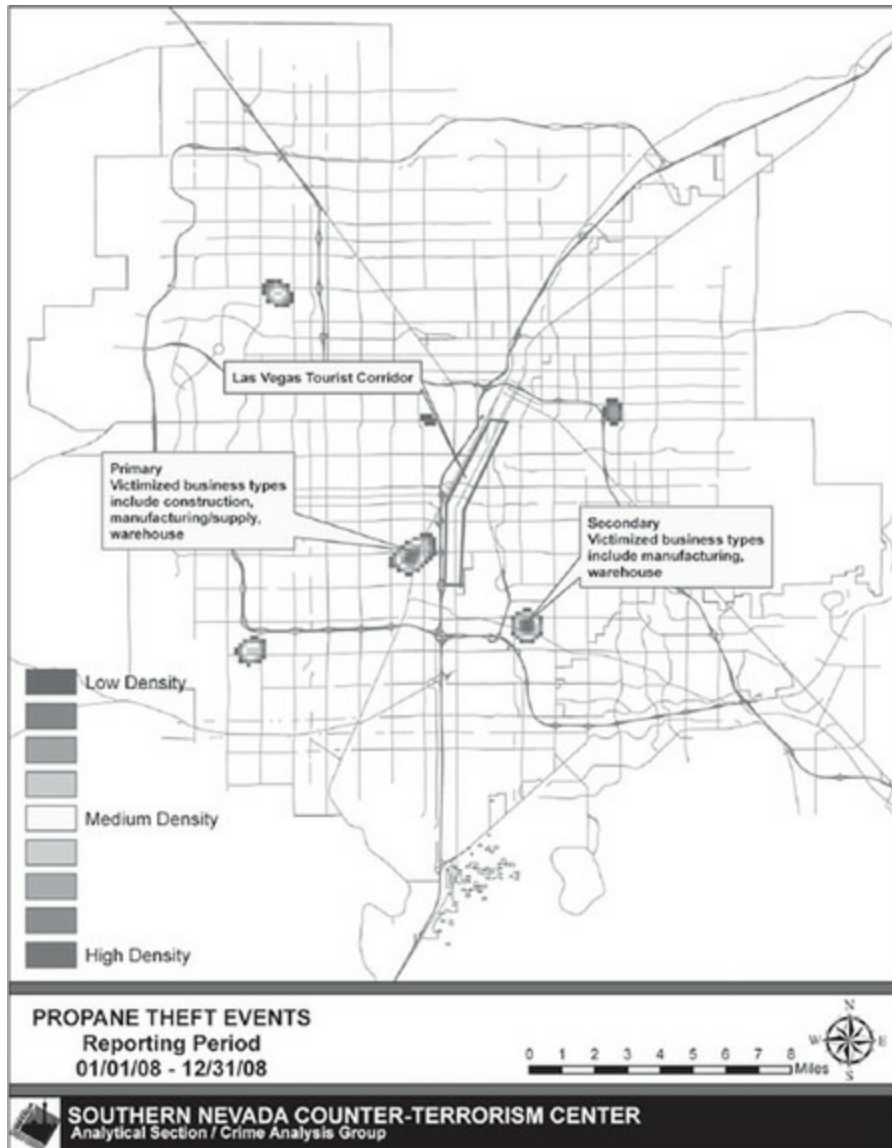 Las Vegas Tourist Corridor
Primary
Victimized business types
include construction,
manufacturing/supply,
warehouse
Secondary
Victimized business types
include manufacturing,
warehouse
Low Density
Medium Density
High Density
PROPANE THEFT EVENTS
Reporting Period
01/01/08 - 12/31/08
N
W E
S
0 1 2 3 4 5 6 7 8
Miles
SOUTHERN NEVADA COUNTER-TERRORISM CENTER
Analytical Section / Crime Analysis Group